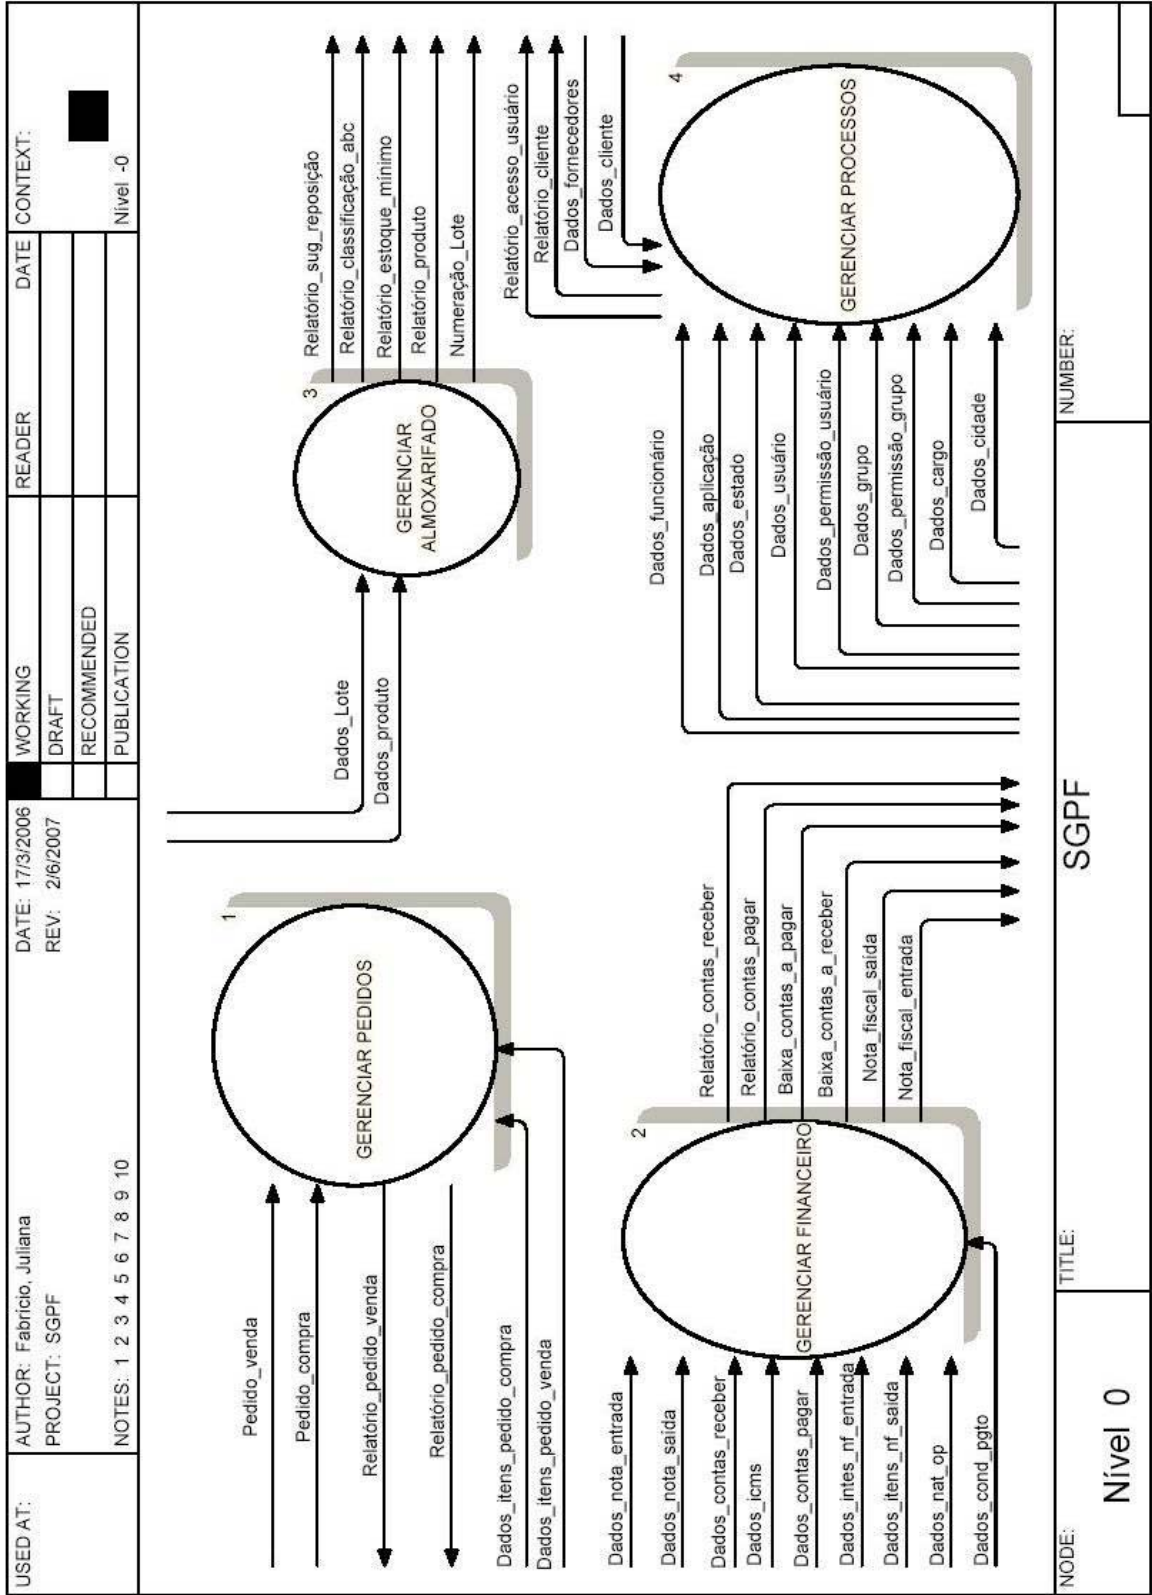 USED AT:
AUTHOR: Fabrício, Juliana
PROJECT: SGPF
NOTES: 1 2 3 4 5 6 7 8 9 10
DATE: 17/3/2006
REV: 2/6/2007
WORKING
DRAFT
RECOMMENDED
PUBLICATION
READER
DATE
CONTEXT:
Nível -0
Pedido_venda
Pedido_compra
Relatório_pedido_venda
Relatório_pedido_compra
Dados_itens_pedido_compra
Dados_itens_pedido_venda
1
GERENCIAR PEDIDOS
Dados_Lote
Dados_produto
3
GERENCIAR
ALMOXARIFADO
Relatório_sug_reposição
Relatório_classificação_abc
Relatório_estoque_mínimo
Relatório_produto
Numeração_Lote
Dados_nota_entrada
Dados_nota_saída
Dados_contas_receber
Dados_icms
Dados_contas_pagar
Dados_intes_nf_entrada
Dados_itens_nf_saída
Dados_nat_op
Dados_cond_pgto
2
GERENCIAR FINANCEIRO
Relatório_contas_receber
Relatório_contas_pagar
Baixa_contas_a_pagar
Baixa_contas_a_receber
Nota_fiscal_saída
Nota_fiscal_entrada
Relatório_acesso_usuário
Relatório_cliente
Dados_fornecedores
Dados_cliente
Dados_funcionário
Dados_aplicação
Dados_estado
Dados_usuário
Dados_permissão_usuário
Dados_grupo
Dados_permissão_grupo
Dados_cargo
Dados_cidade
4
GERENCIAR PROCESSOS
NODE:
Nível 0
TITLE:
SGPF
NUMBER: